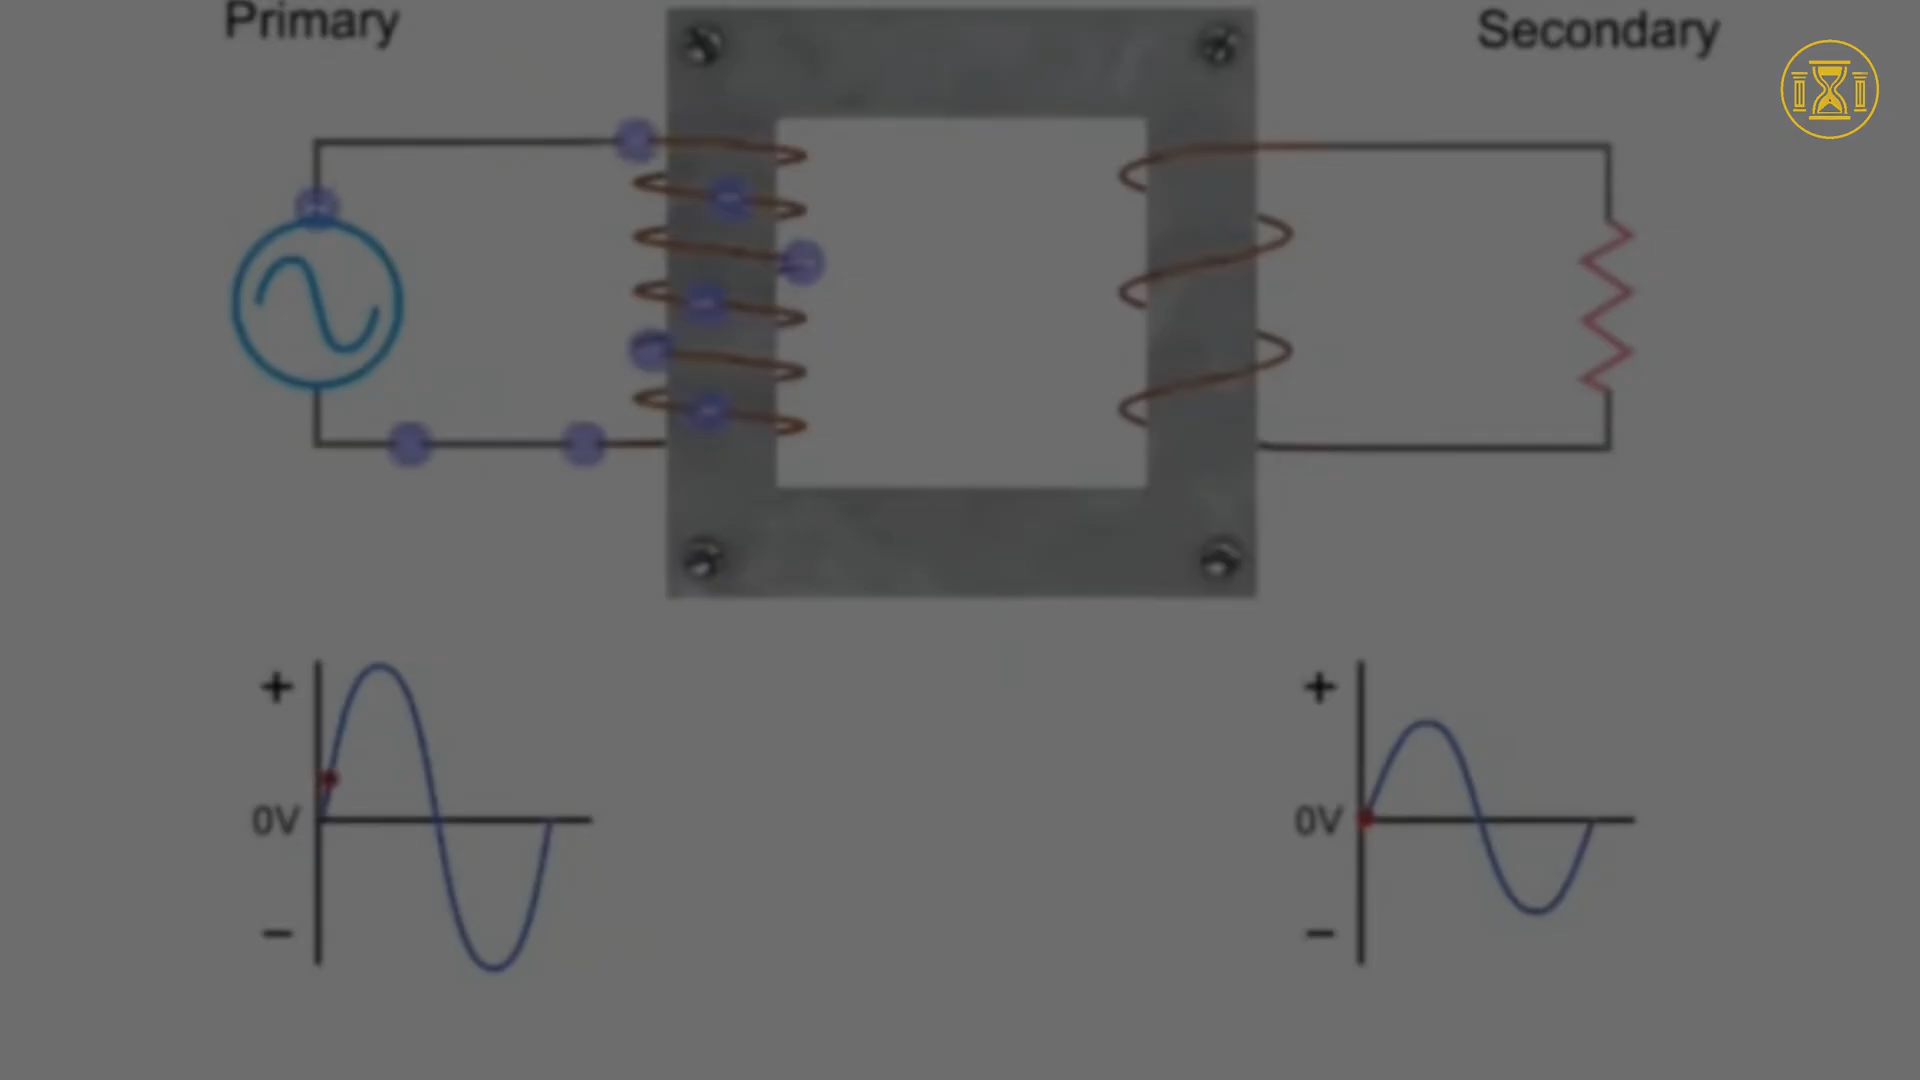 Primary
Secondary
+
0V
−
+
0V
−